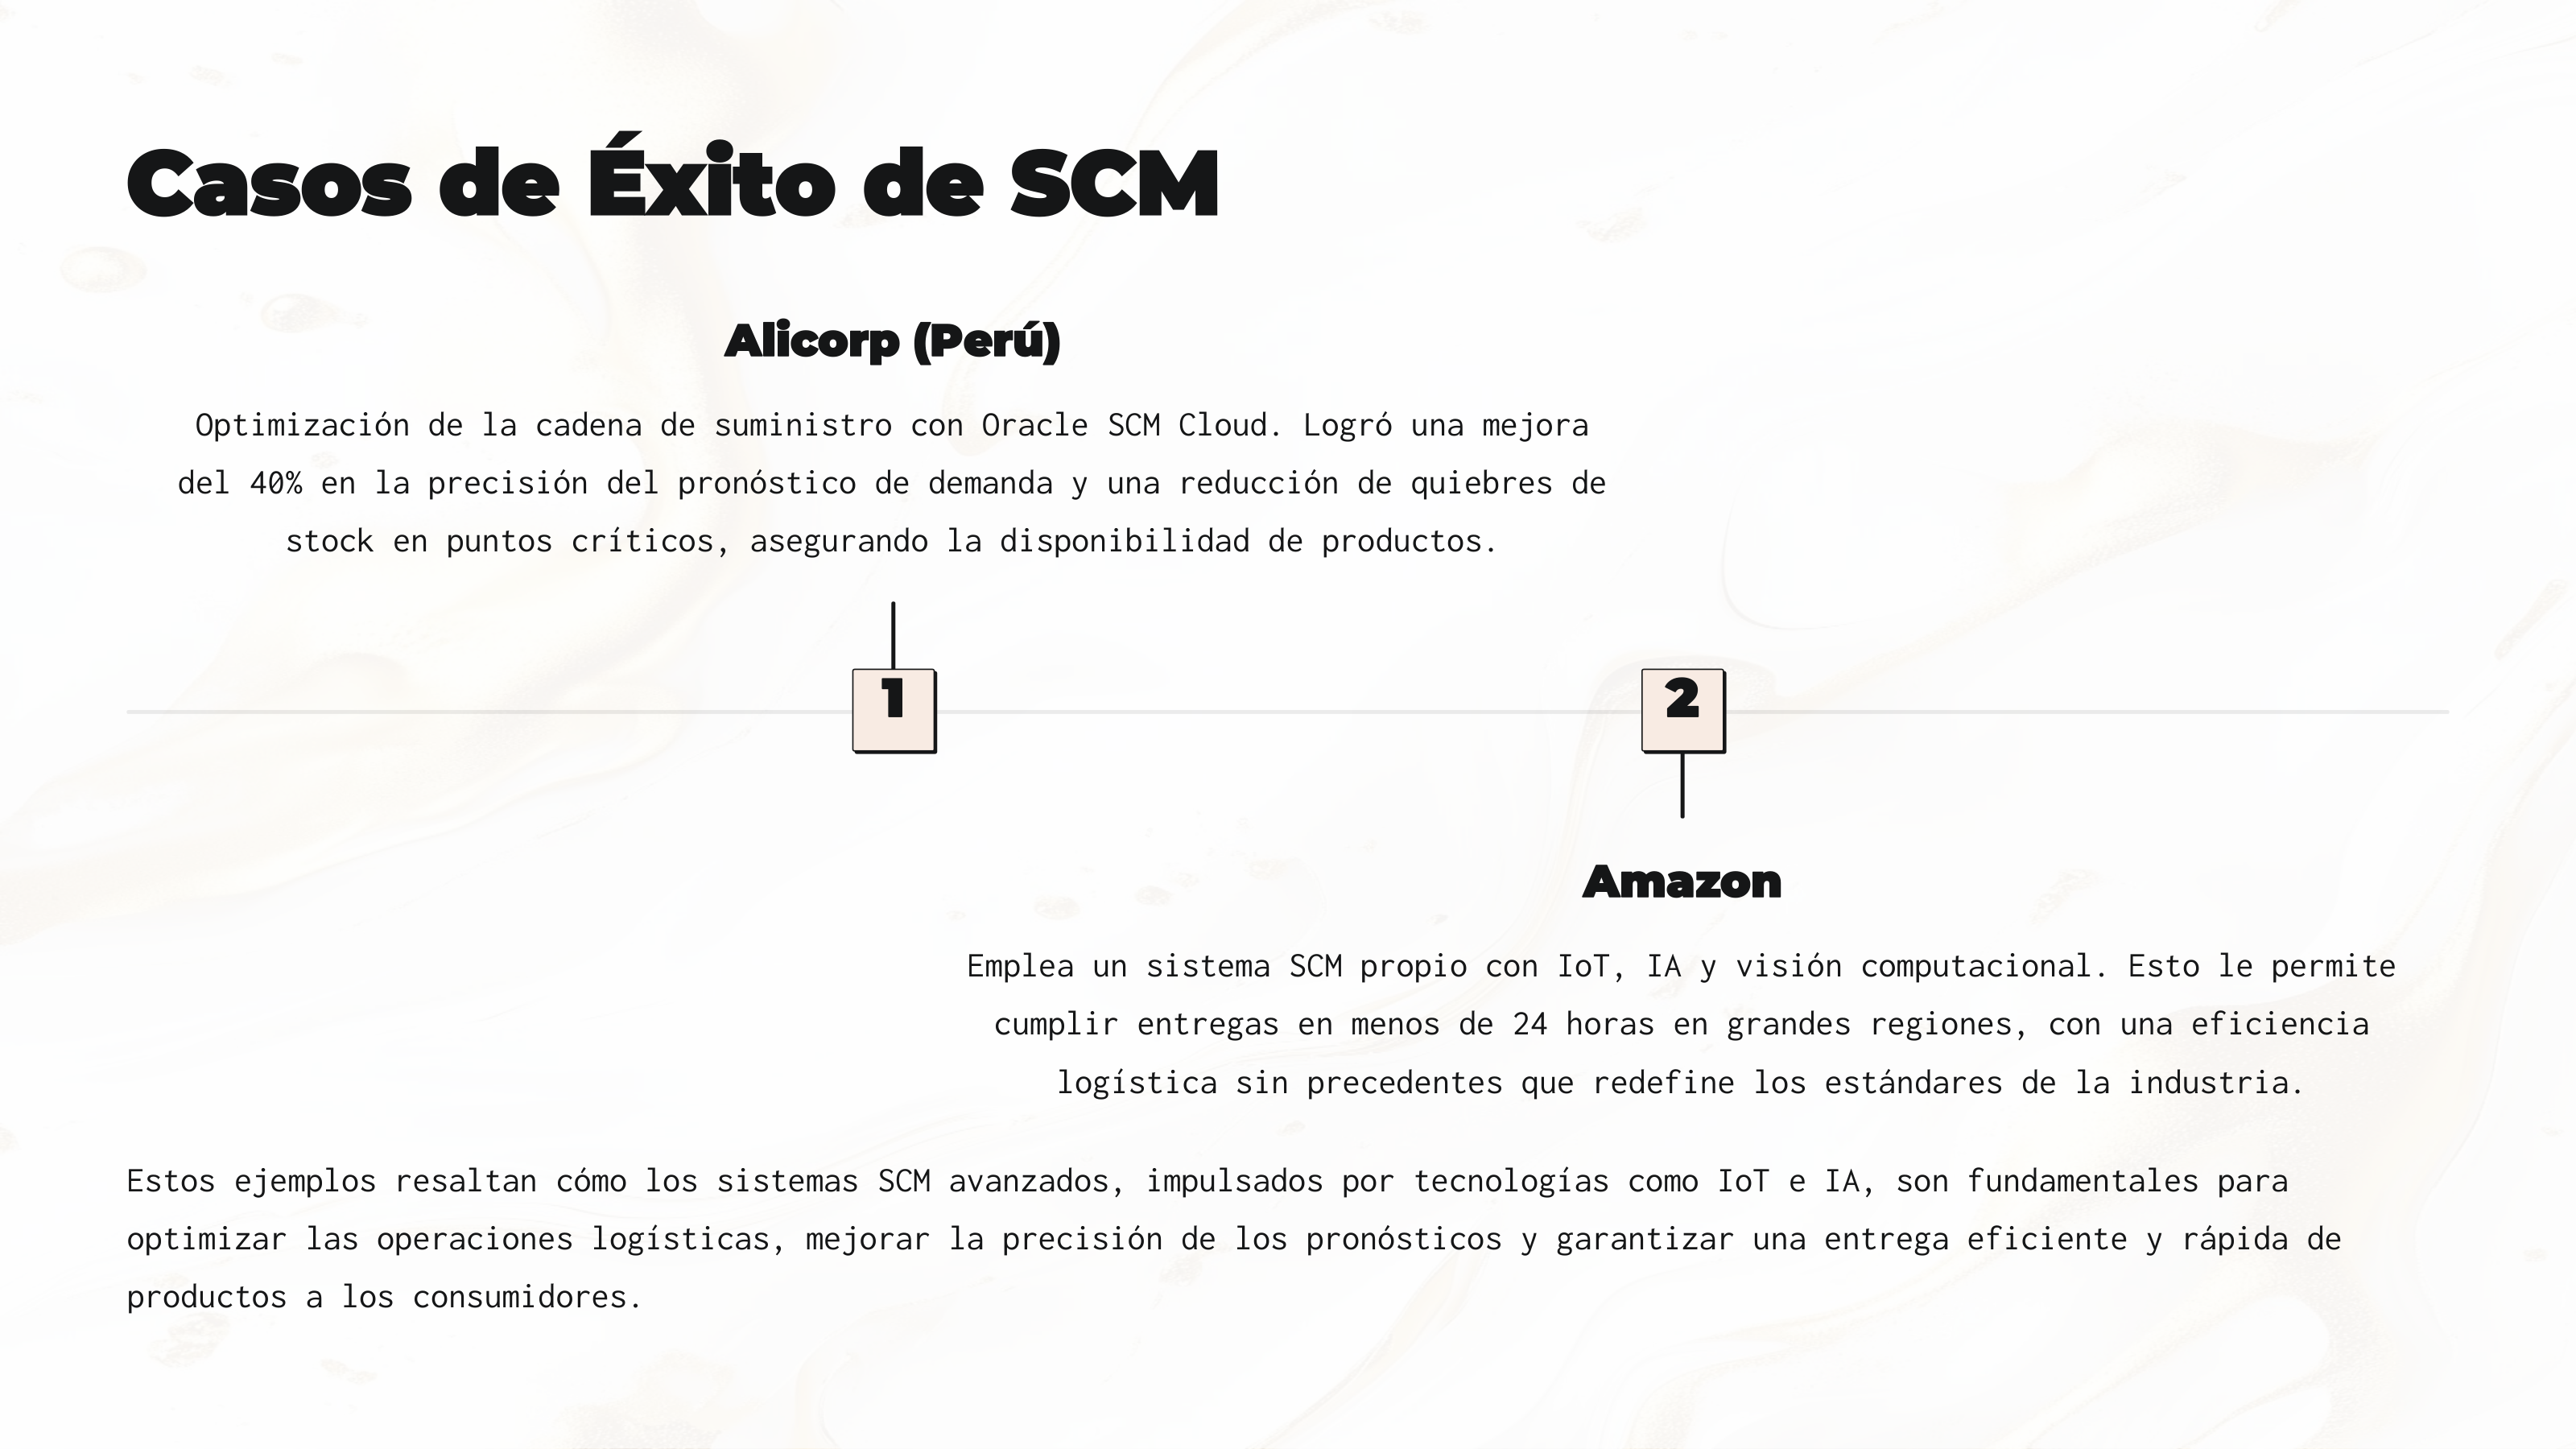 Casos de Éxito de SCM
Alicorp (Perú)
Optimización de la cadena de suministro con Oracle SCM Cloud. Logró una mejora
del 40% en la precisión del pronóstico de demanda y una reducción de quiebres de
stock en puntos críticos, asegurando la disponibilidad de productos.
1
2
Amazon
Emplea un sistema SCM propio con IoT, IA y visión computacional. Esto le permite
cumplir entregas en menos de 24 horas en grandes regiones, con una eficiencia
logística sin precedentes que redefine los estándares de la industria.
Estos ejemplos resaltan cómo los sistemas SCM avanzados, impulsados por tecnologías como IoT e IA, son fundamentales para
optimizar las operaciones logísticas, mejorar la precisión de los pronósticos y garantizar una entrega eficiente y rápida de
productos a los consumidores.